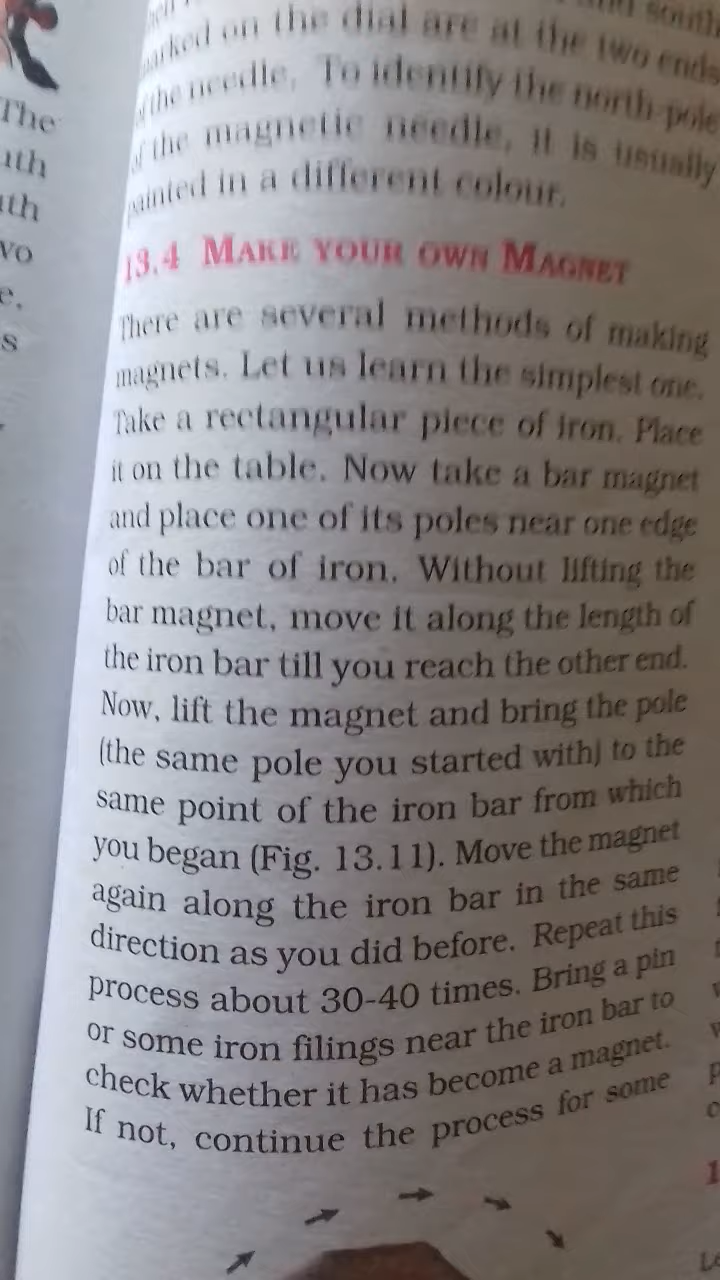 The
uth
uth
vo
e,
s
south
marked on the dial are at the two ends
of the needle. To identify the north pole
of the magnetic needle, it is usually
painted in a different colour.
13.4 MAKE YOUR OWN MAGNET
There are several methods of making
magnets. Let us learn the simplest one.
Take a rectangular piece of iron. Place
it on the table. Now take a bar magnet
and place one of its poles near one edge
of the bar of iron. Without lifting the
bar magnet, move it along the length of
the iron bar till you reach the other end.
Now, lift the magnet and bring the pole
(the same pole you started with) to the
same point of the iron bar from which
you began (Fig. 13.11). Move the magnet
again along the iron bar in the same
direction as you did before. Repeat this
process about 30-40 times. Bring a pin
or some iron filings near the iron bar to
check whether it has become a magnet.
If not, continue the process for some